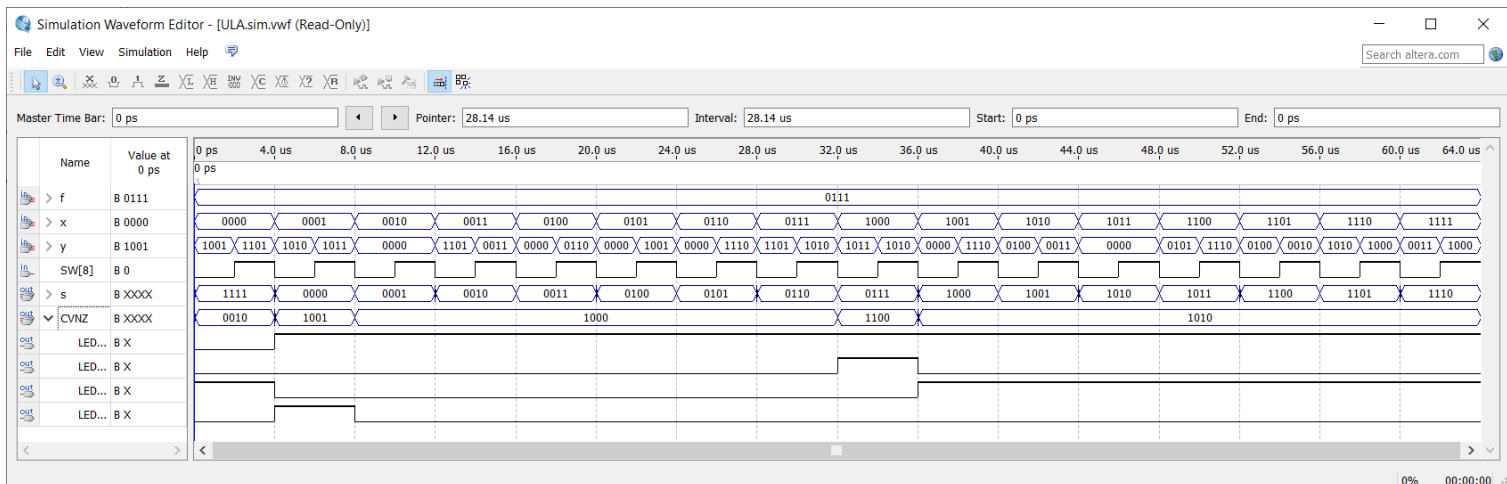 Simulation Waveform Editor - [ULA.sim.vwf (Read-Only)]
File Edit View Simulation Help
Search altera.com
Master Time Bar: 0 ps Pointer: 28.14 us Interval: 28.14 us Start: 0 ps End: 0 ps
Name Value at 0 ps
0 ps 4.0 us 8.0 us 12.0 us 16.0 us 20.0 us 24.0 us 28.0 us 32.0 us 36.0 us 40.0 us 44.0 us 48.0 us 52.0 us 56.0 us 60.0 us 64.0 us
0 ps
f B 0111 0111
x B 0000 0000 0001 0010 0011 0100 0101 0110 0111 1000 1001 1010 1011 1100 1101 1110 1111
y B 1001 1001 1101 1010 1011 0000 1101 0011 0000 0110 0000 1001 0000 1110 1101 1010 1011 1010 0000 1110 0100 0011 0000 0101 1110 0100 0010 1010 1000 0011 1000
SW[8] B 0
s B XXXX 1111 0000 0001 0010 0011 0100 0101 0110 0111 1000 1001 1010 1011 1100 1101 1110
CVNZ B XXXX 0010 1001 1000 1100 1010
LED... B X
LED... B X
LED... B X
LED... B X
0% 00:00:00